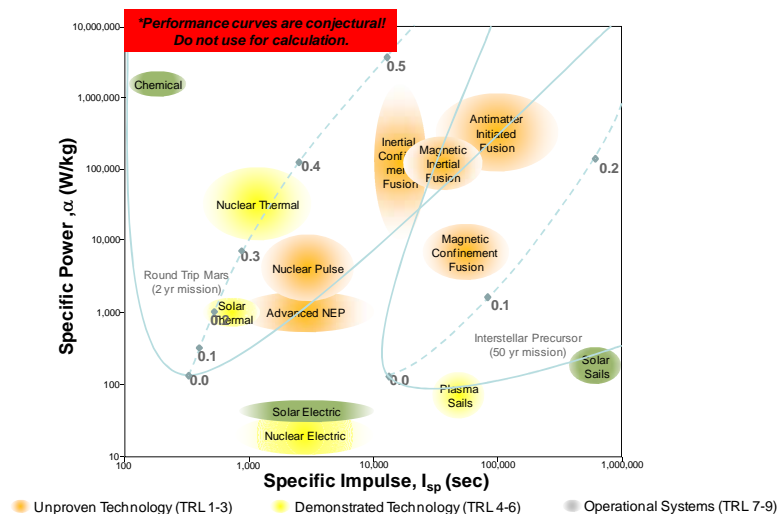 *Performance curves are conjectural!
Do not use for calculation.
10,000,000
1,000,000
100,000
10,000
1,000
100
10
Specific Power ,α (W/kg)
Chemical
0.5
Antimatter
Initiated
Fusion
Inertial
Confinement
Fusion
Magnetic
Inertial
Fusion
0.4
0.2
Nuclear Thermal
0.3
Magnetic
Confinement
Fusion
Nuclear Pulse
Round Trip Mars
(2 yr mission)
Solar
Thermal
0.2
Advanced NEP
0.1
Interstellar Precursor
(50 yr mission)
0.1
0.0
0.0
Solar
Sails
Plasma
Sails
Solar Electric
Nuclear Electric
100
1,000
10,000
100,000
1,000,000
Specific Impulse, Isp (sec)
Unproven Technology (TRL 1-3)
Demonstrated Technology (TRL 4-6)
Operational Systems (TRL 7-9)